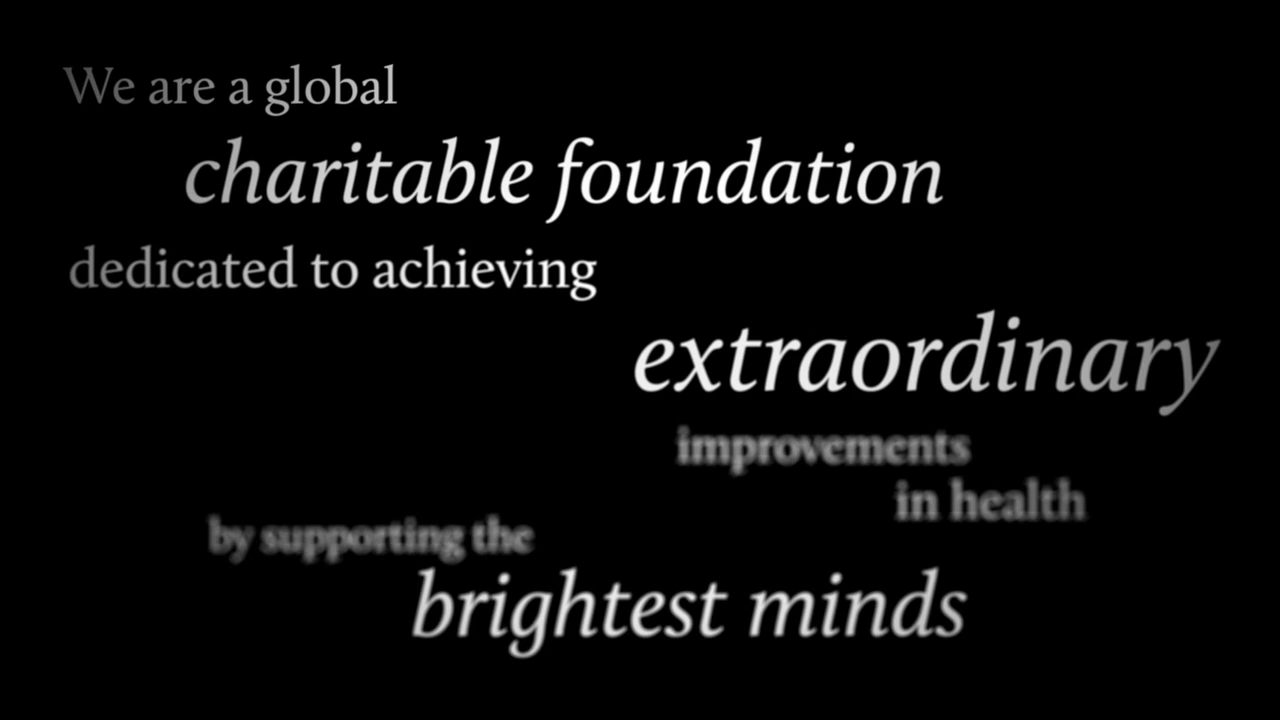 We are a global
charitable foundation
dedicated to achieving
extraordinary
improvements
in health
by supporting the
brightest minds